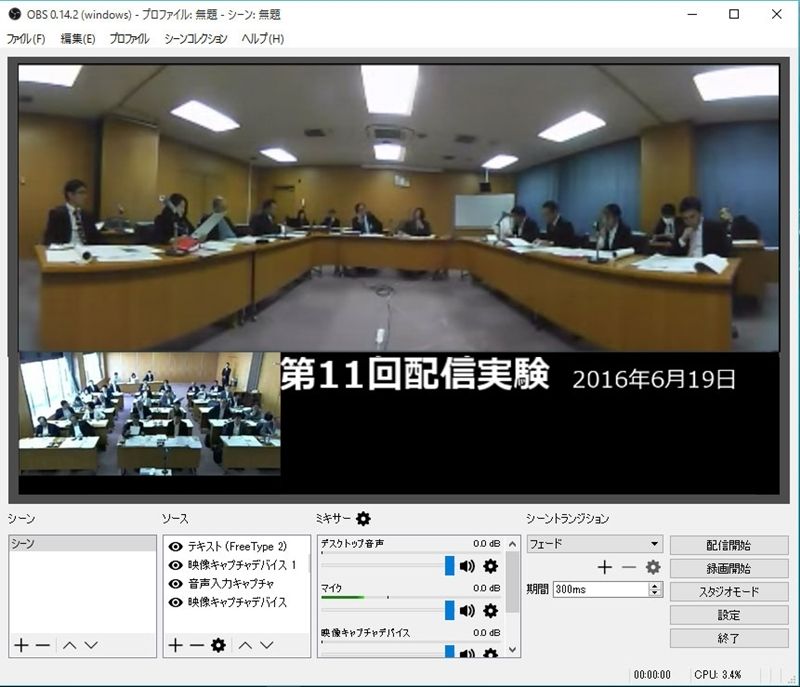 OBS 0.14.2 (windows) - プロファイル: 無題 - シーン: 無題
ファイル(F) 編集(E) プロファイル シーンコレクション ヘルプ(H)
第11回配信実験 2016年6月19日
シーン
シーン
ソース
テキスト (FreeType 2)
映像キャプチャデバイス 1
音声入力キャプチャ
映像キャプチャデバイス
ミキサー
デスクトップ音声 0.0 dB
マイク 0.0 dB
映像キャプチャデバイス 0.0 dB
シーントランジション
フェード
期間 300ms
配信開始
録画開始
スタジオモード
設定
終了
00:00:00 CPU: 3.4%